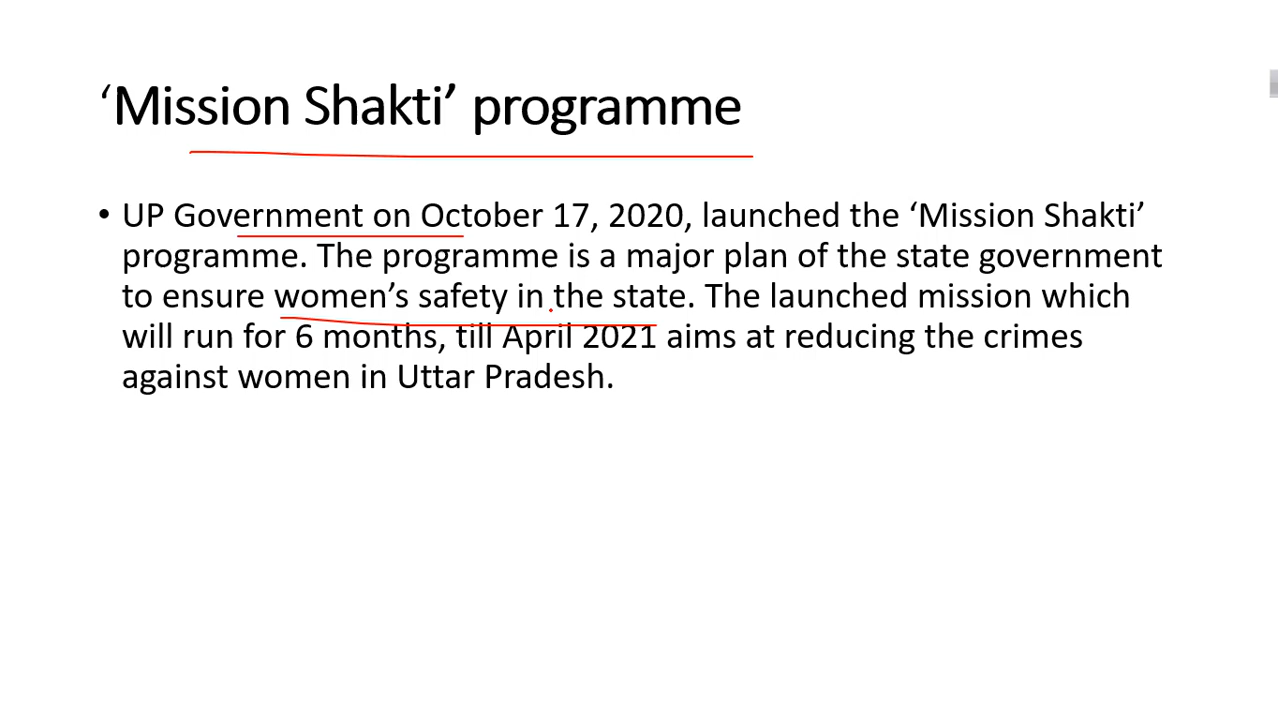 ‘Mission Shakti’ programme
• UP Government on October 17, 2020, launched the ‘Mission Shakti’
programme. The programme is a major plan of the state government
to ensure women’s safety in the state. The launched mission which
will run for 6 months, till April 2021 aims at reducing the crimes
against women in Uttar Pradesh.